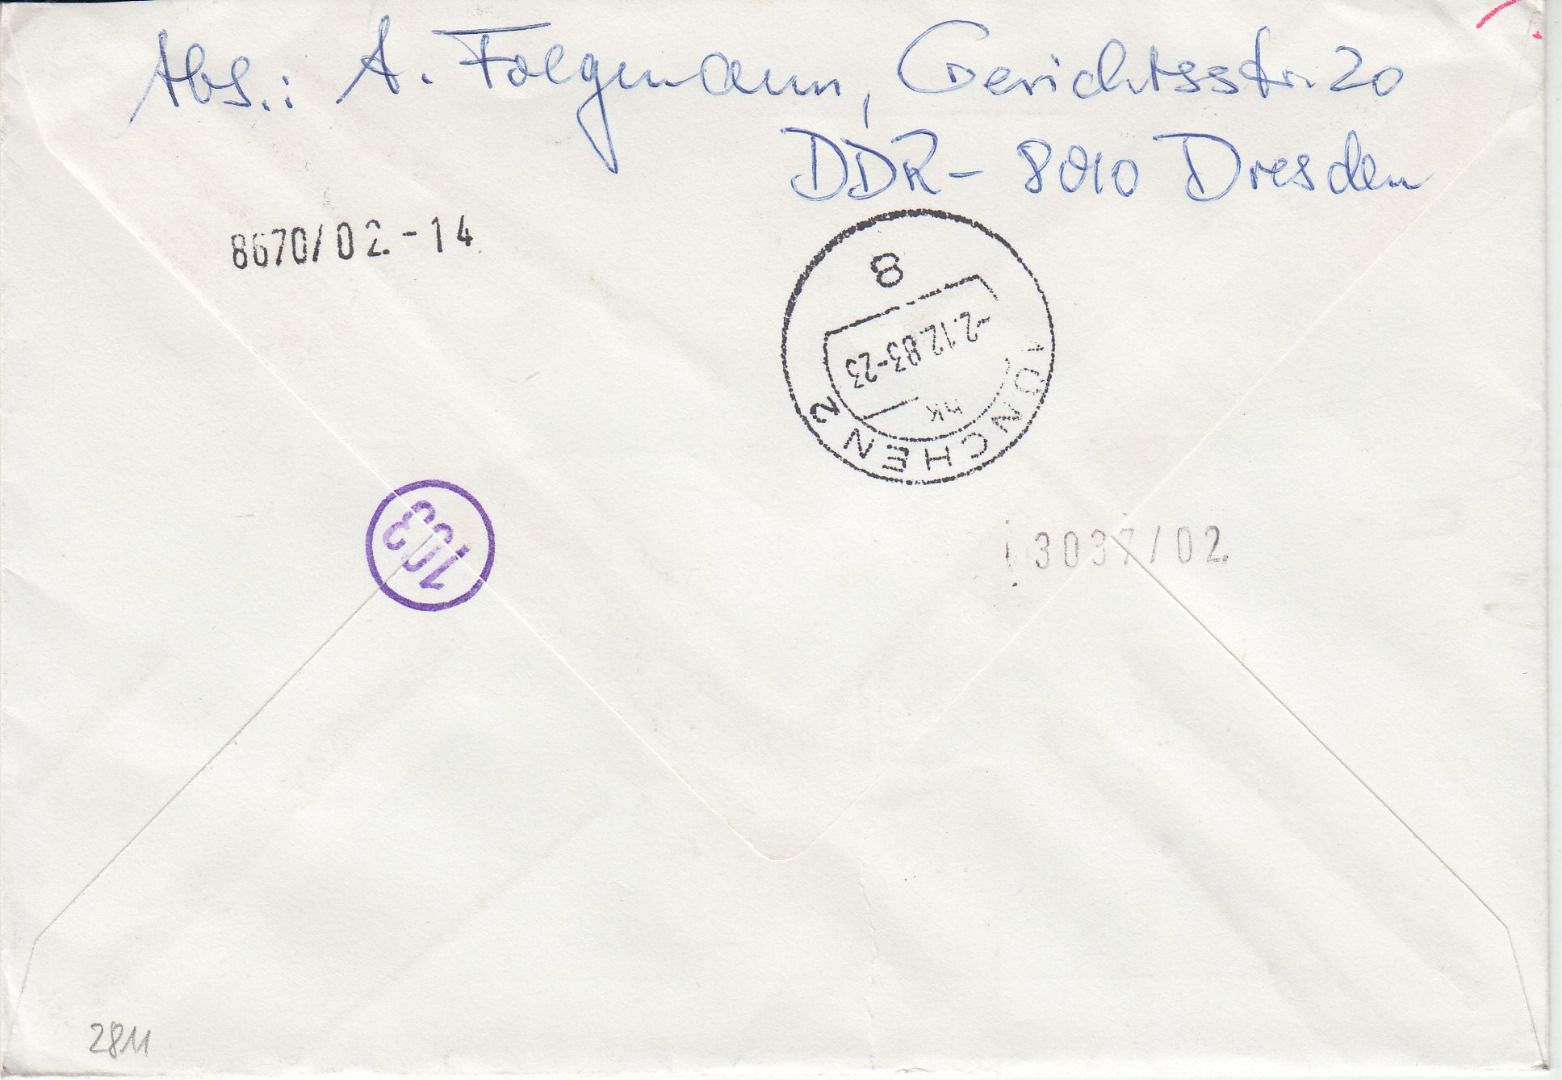 Abs.: A. Folgmann, Gerichtsstr. 20
DDR- 8010 Dresden
8670/02.-14
8
-2.12.83-23
hk
MÜNCHEN 2
103
3037/02.
2811